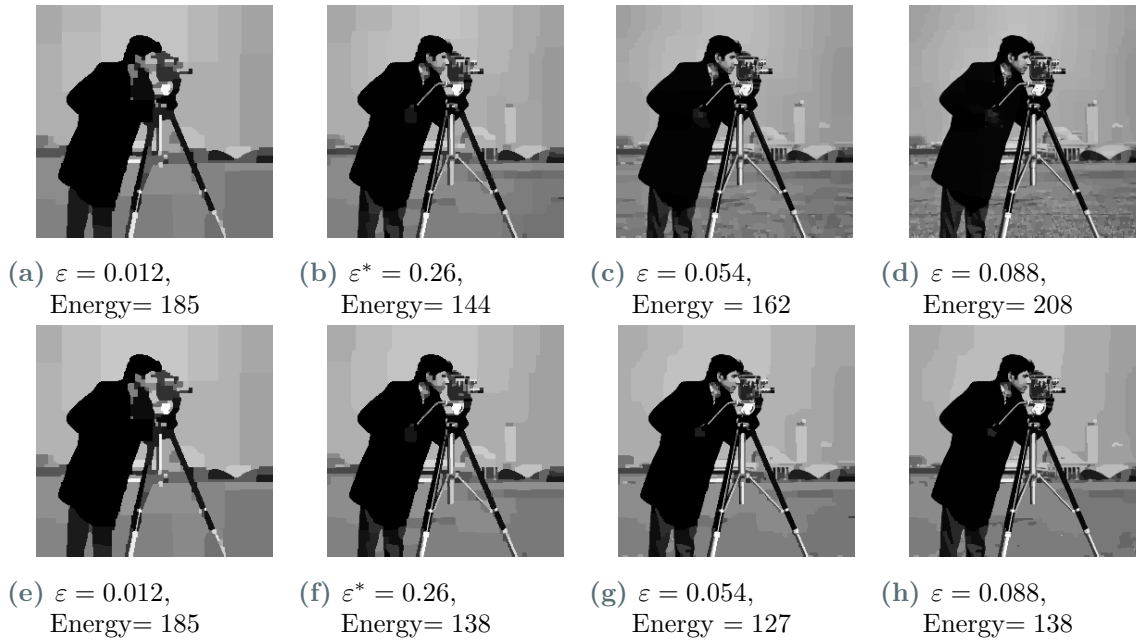 (a) ε = 0.012,
Energy= 185
(b) ε* = 0.26,
Energy= 144
(c) ε = 0.054,
Energy = 162
(d) ε = 0.088,
Energy= 208
(e) ε = 0.012,
Energy= 185
(f) ε* = 0.26,
Energy= 138
(g) ε = 0.054,
Energy = 127
(h) ε = 0.088,
Energy= 138